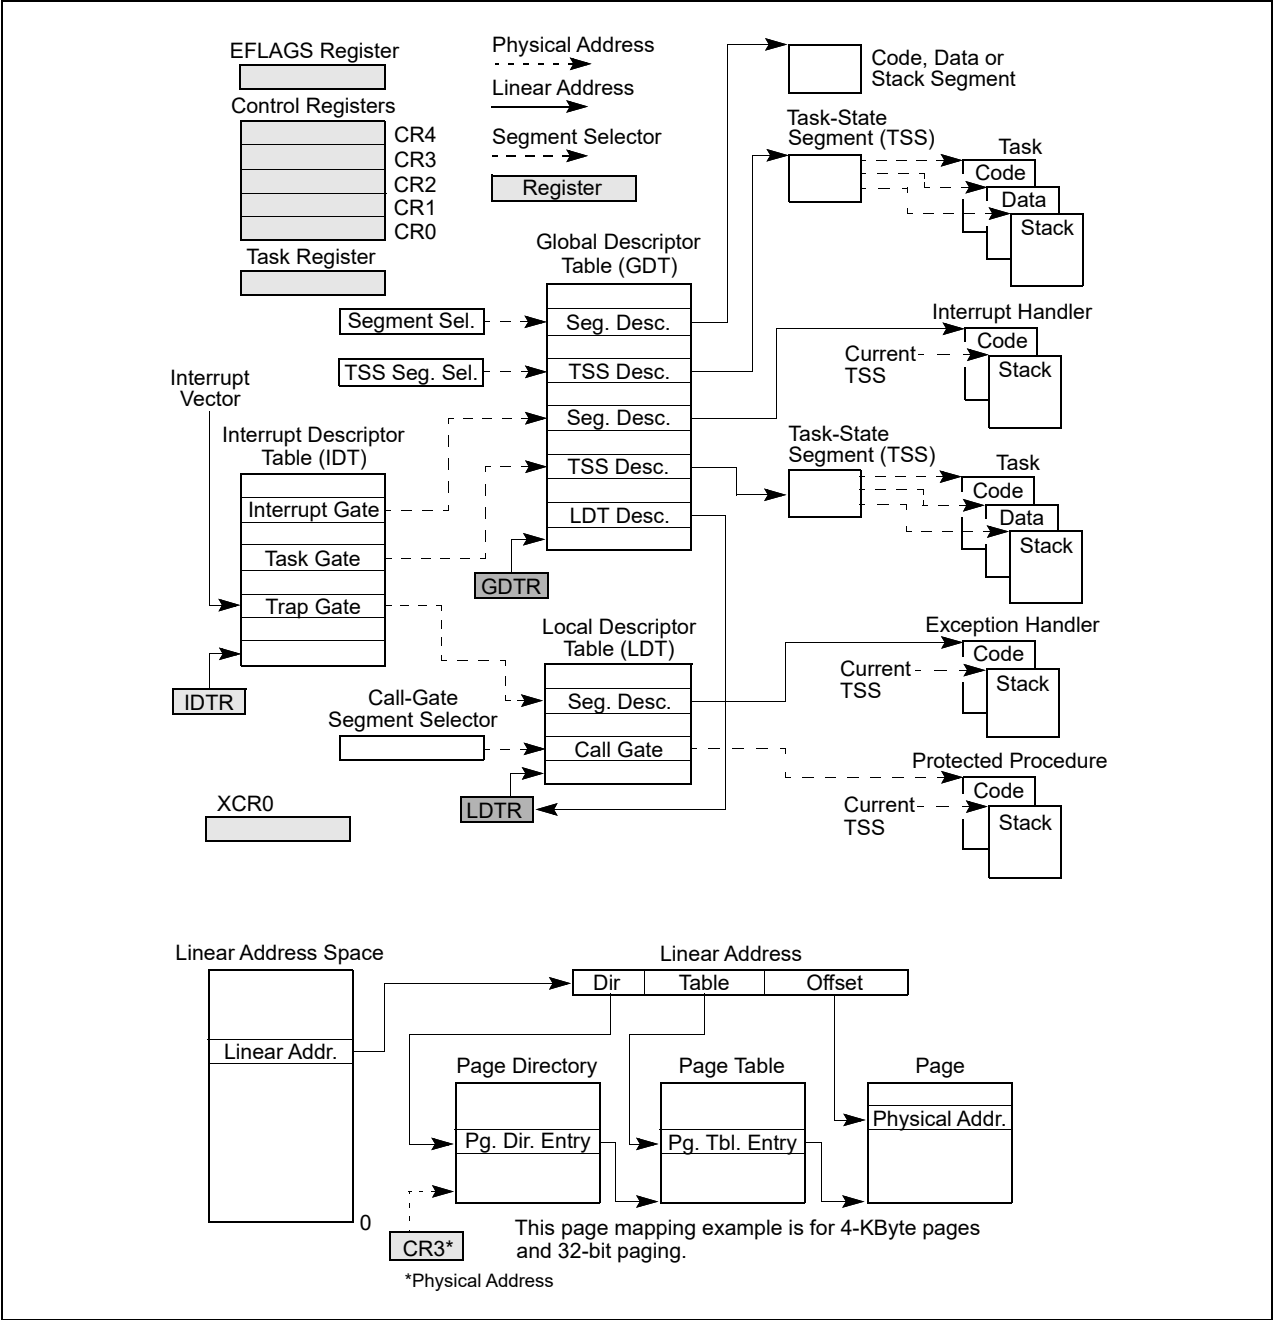 EFLAGS Register
Control Registers
CR4
CR3
CR2
CR1
CR0
Task Register
Physical Address
Linear Address
Segment Selector
Register
Code, Data or
Stack Segment
Task-State
Segment (TSS)
Task
Code
Data
Stack
Global Descriptor
Table (GDT)
Segment Sel.
Seg. Desc.
TSS Seg. Sel.
TSS Desc.
Seg. Desc.
TSS Desc.
LDT Desc.
GDTR
Interrupt Handler
Code
Stack
Current
TSS
Interrupt
Vector
Interrupt Descriptor
Table (IDT)
Interrupt Gate
Task Gate
Trap Gate
IDTR
Task-State
Segment (TSS)
Task
Code
Data
Stack
Local Descriptor
Table (LDT)
Seg. Desc.
Call Gate
LDTR
Call-Gate
Segment Selector
Exception Handler
Code
Stack
Current
TSS
Protected Procedure
Code
Stack
Current
TSS
XCR0
Linear Address Space
Linear Addr.
0
Linear Address
Dir
Table
Offset
Page Directory
Pg. Dir. Entry
Page Table
Pg. Tbl. Entry
Page
Physical Addr.
CR3*
*Physical Address
This page mapping example is for 4-KByte pages
and 32-bit paging.